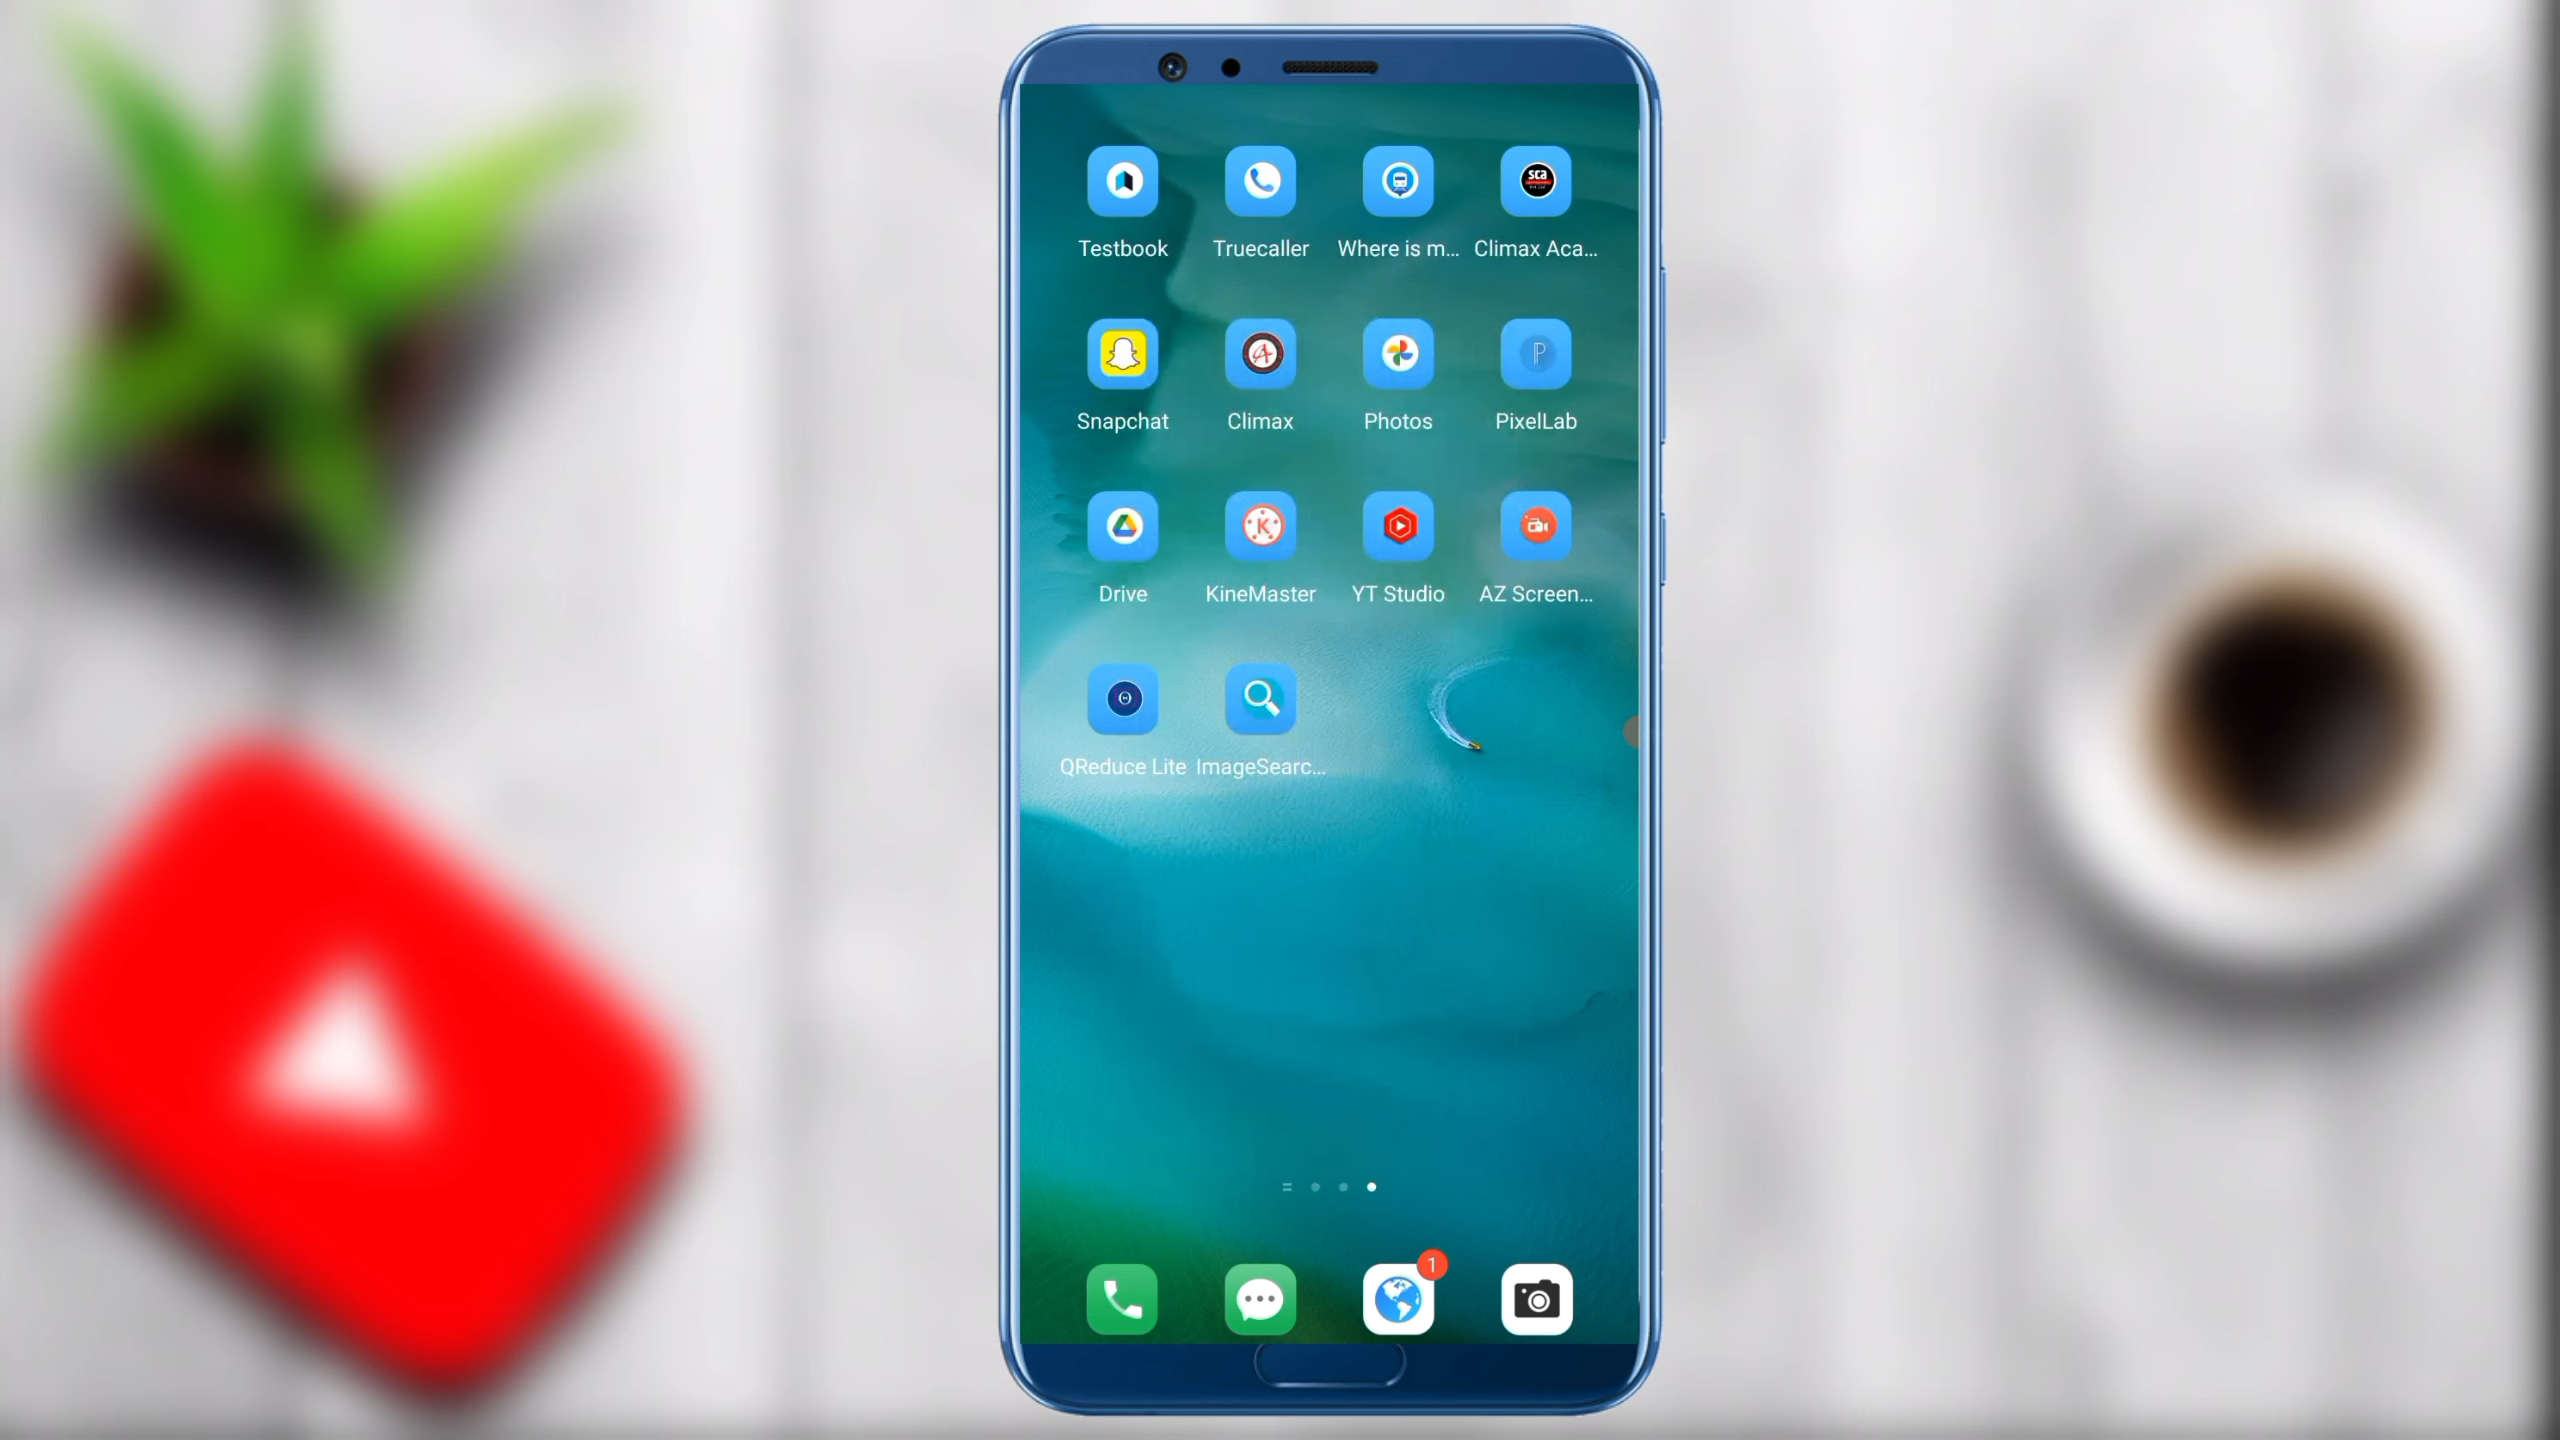 sca
Testbook Truecaller Where is m... Climax Aca...
P
Snapchat Climax Photos PixelLab
K
Drive KineMaster YT Studio AZ Screen...
QReduce Lite ImageSearc...
1